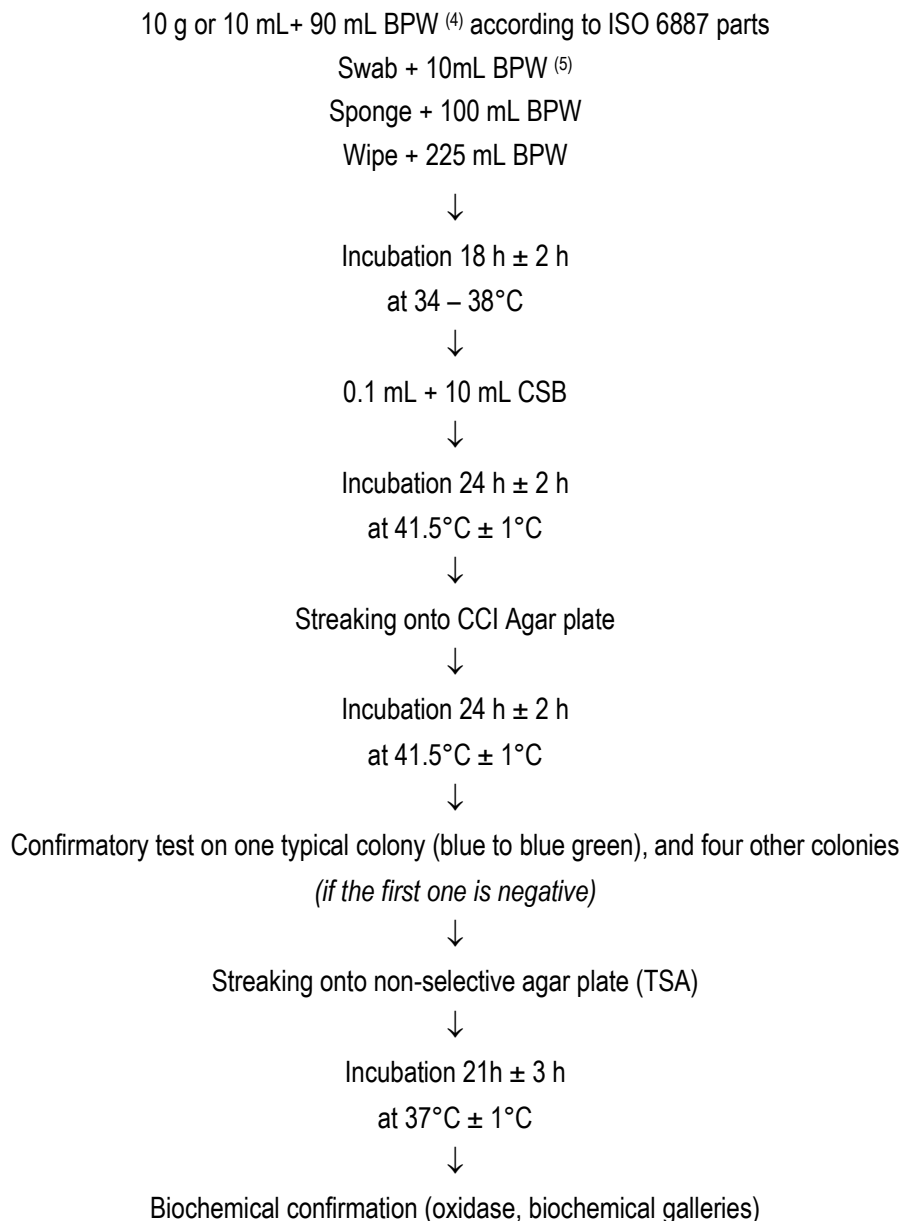 10 g or 10 mL+ 90 mL BPW (4) according to ISO 6887 parts
Swab + 10mL BPW (5)
Sponge + 100 mL BPW
Wipe + 225 mL BPW
↓
Incubation 18 h ± 2 h
at 34 – 38°C
↓
0.1 mL + 10 mL CSB
↓
Incubation 24 h ± 2 h
at 41.5°C ± 1°C
↓
Streaking onto CCI Agar plate
↓
Incubation 24 h ± 2 h
at 41.5°C ± 1°C
↓
Confirmatory test on one typical colony (blue to blue green), and four other colonies
(if the first one is negative)
↓
Streaking onto non-selective agar plate (TSA)
↓
Incubation 21h ± 3 h
at 37°C ± 1°C
↓
Biochemical confirmation (oxidase, biochemical galleries)